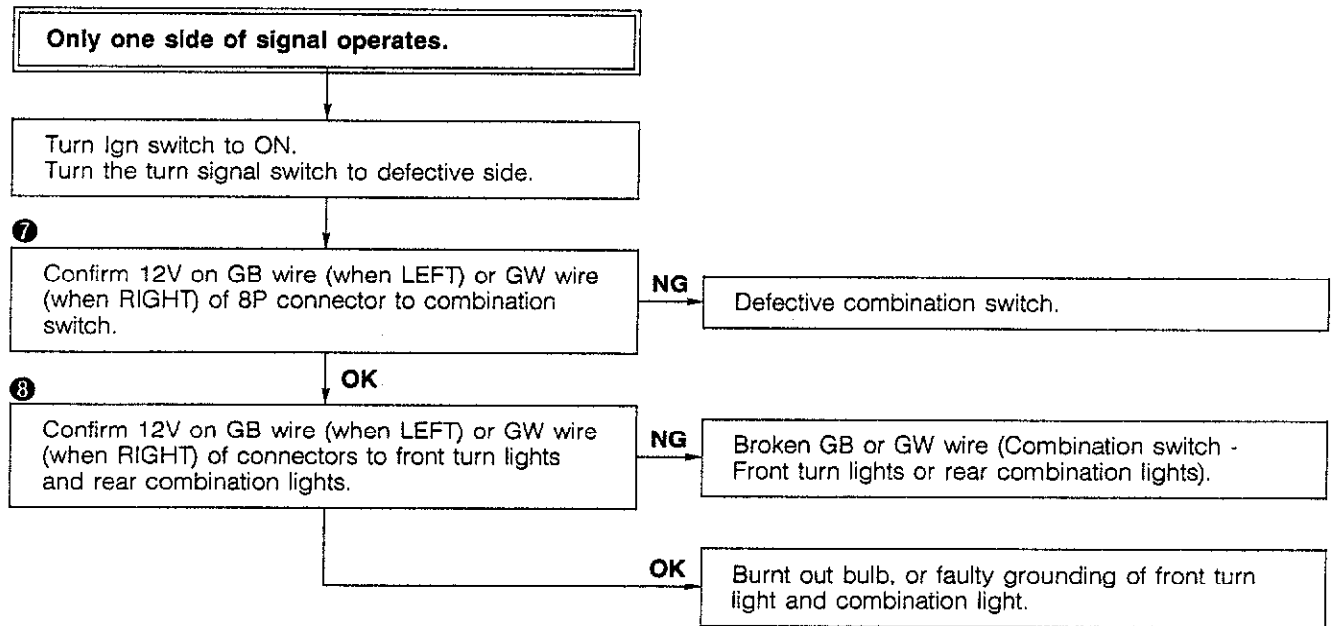 Only one side of signal operates.
Turn Ign switch to ON.
Turn the turn signal switch to defective side.
❼
Confirm 12V on GB wire (when LEFT) or GW wire
(when RIGHT) of 8P connector to combination
switch.
NG
Defective combination switch.
OK
❽
Confirm 12V on GB wire (when LEFT) or GW wire
(when RIGHT) of connectors to front turn lights
and rear combination lights.
NG
Broken GB or GW wire (Combination switch -
Front turn lights or rear combination lights).
OK
Burnt out bulb, or faulty grounding of front turn
light and combination light.